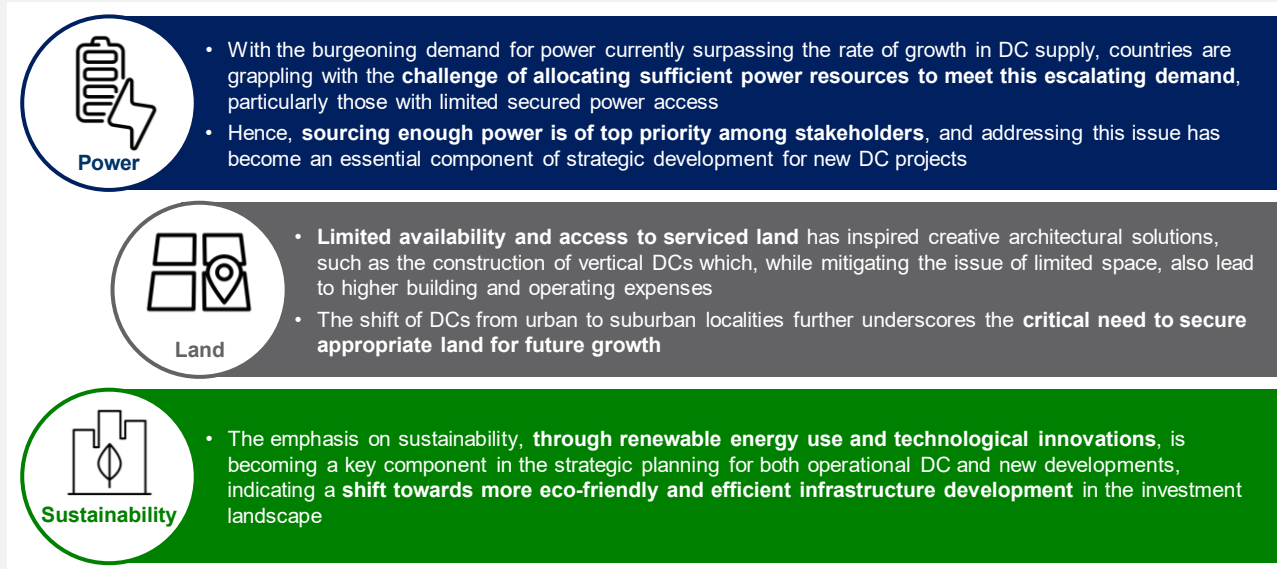 Power
• With the burgeoning demand for power currently surpassing the rate of growth in DC supply, countries are
grappling with the challenge of allocating sufficient power resources to meet this escalating demand,
particularly those with limited secured power access
• Hence, sourcing enough power is of top priority among stakeholders, and addressing this issue has
become an essential component of strategic development for new DC projects
Land
• Limited availability and access to serviced land has inspired creative architectural solutions,
such as the construction of vertical DCs which, while mitigating the issue of limited space, also lead
to higher building and operating expenses
• The shift of DCs from urban to suburban localities further underscores the critical need to secure
appropriate land for future growth
Sustainability
• The emphasis on sustainability, through renewable energy use and technological innovations, is
becoming a key component in the strategic planning for both operational DC and new developments,
indicating a shift towards more eco-friendly and efficient infrastructure development in the investment
landscape